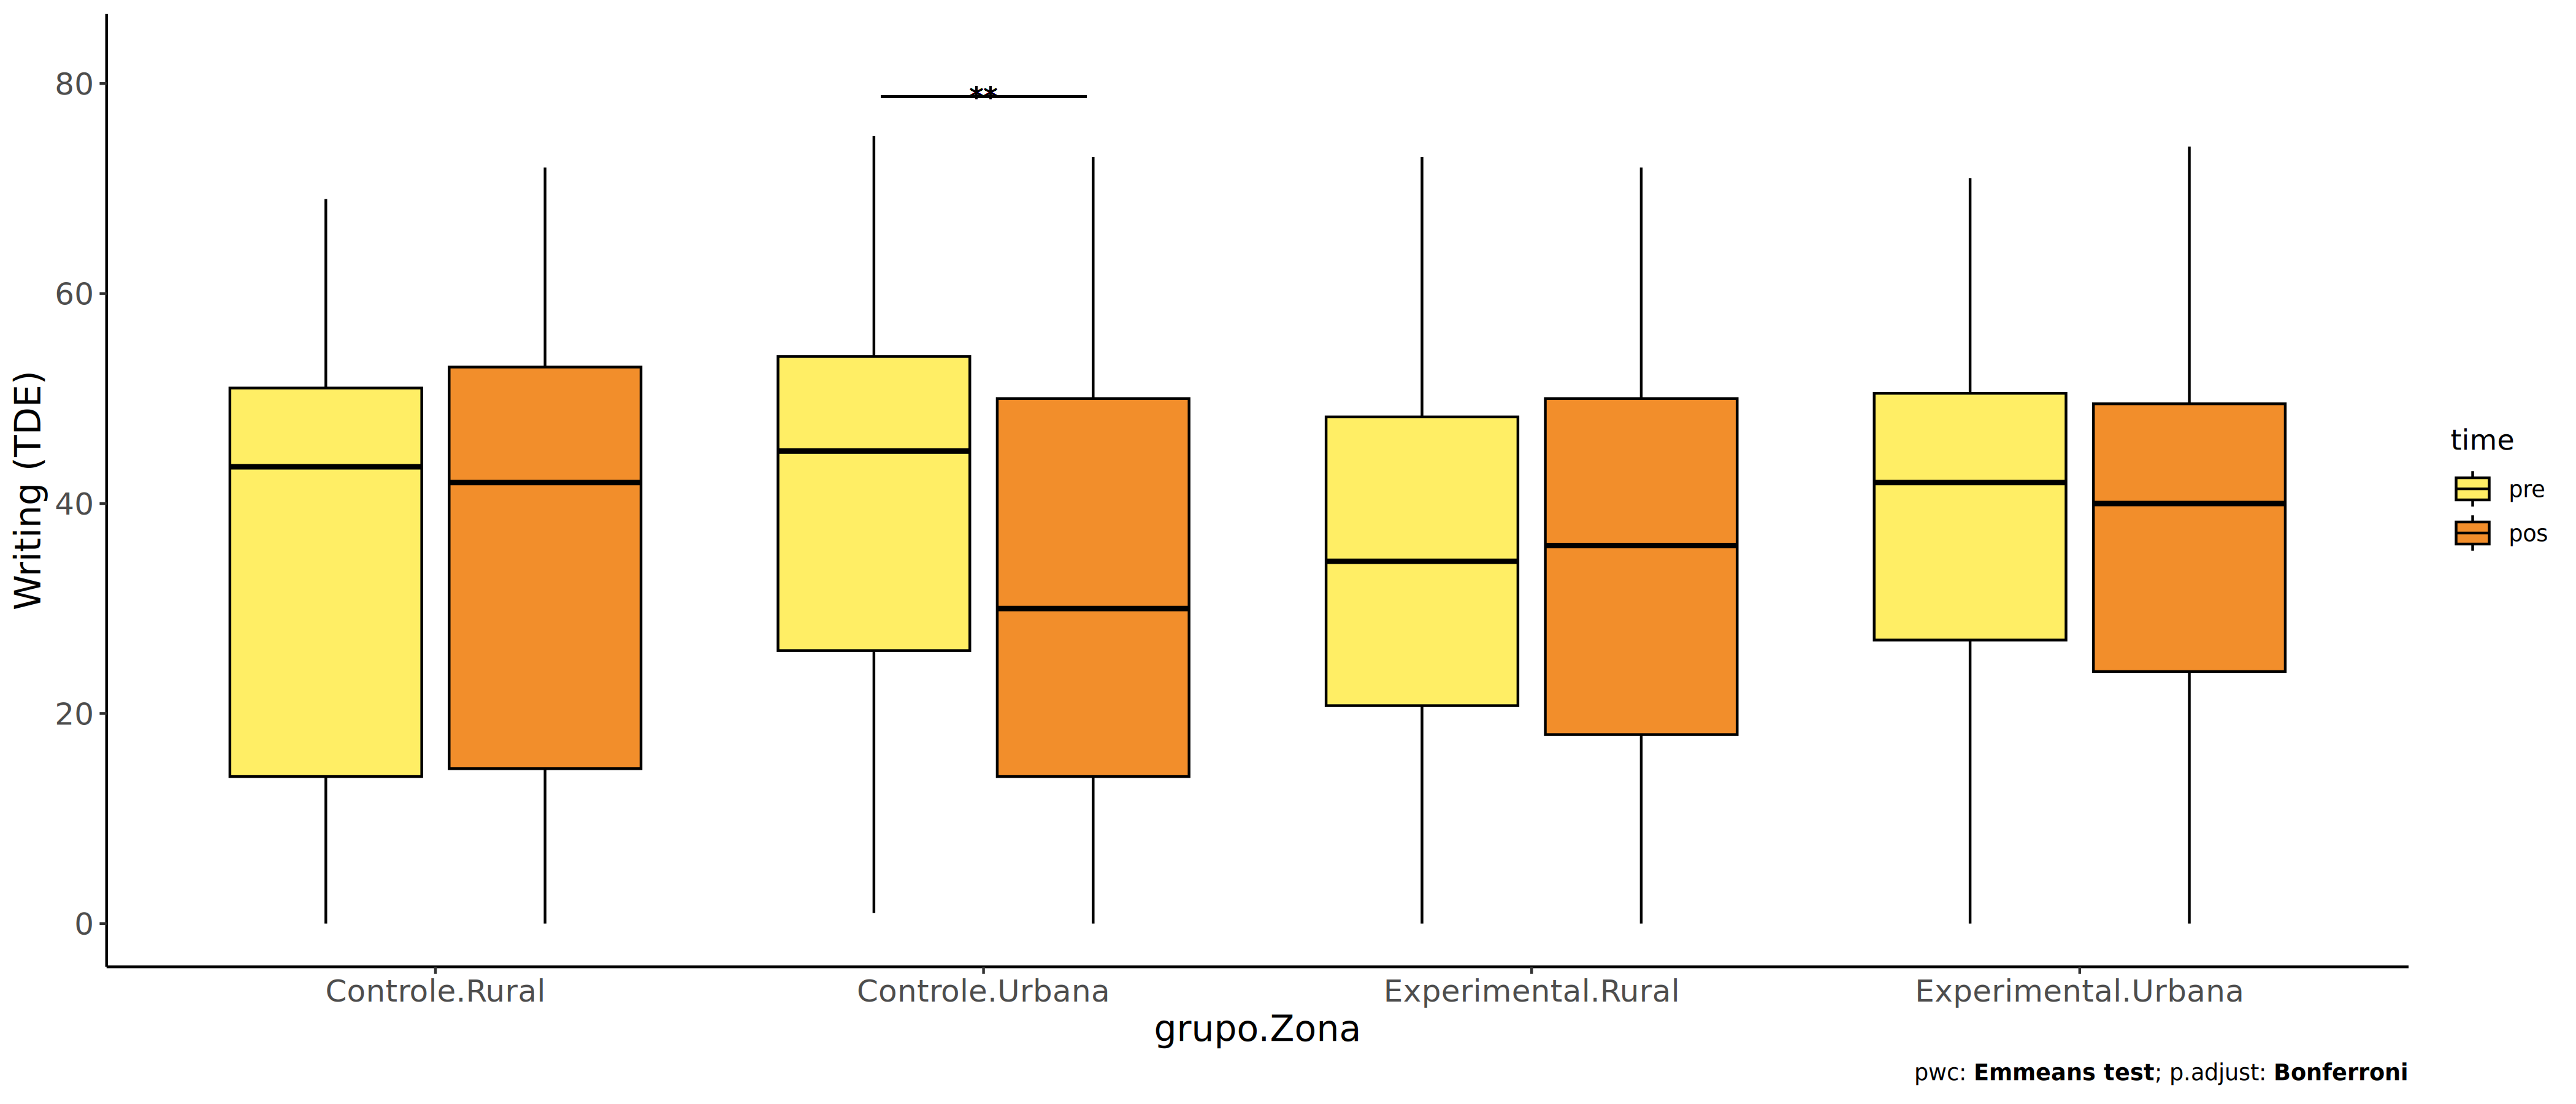 Writing (TDE)
80
60
40
20
0
**
Controle.Rural
Controle.Urbana
Experimental.Rural
Experimental.Urbana
grupo.Zona
time
pre
pos
pwc: Emmeans test; p.adjust: Bonferroni